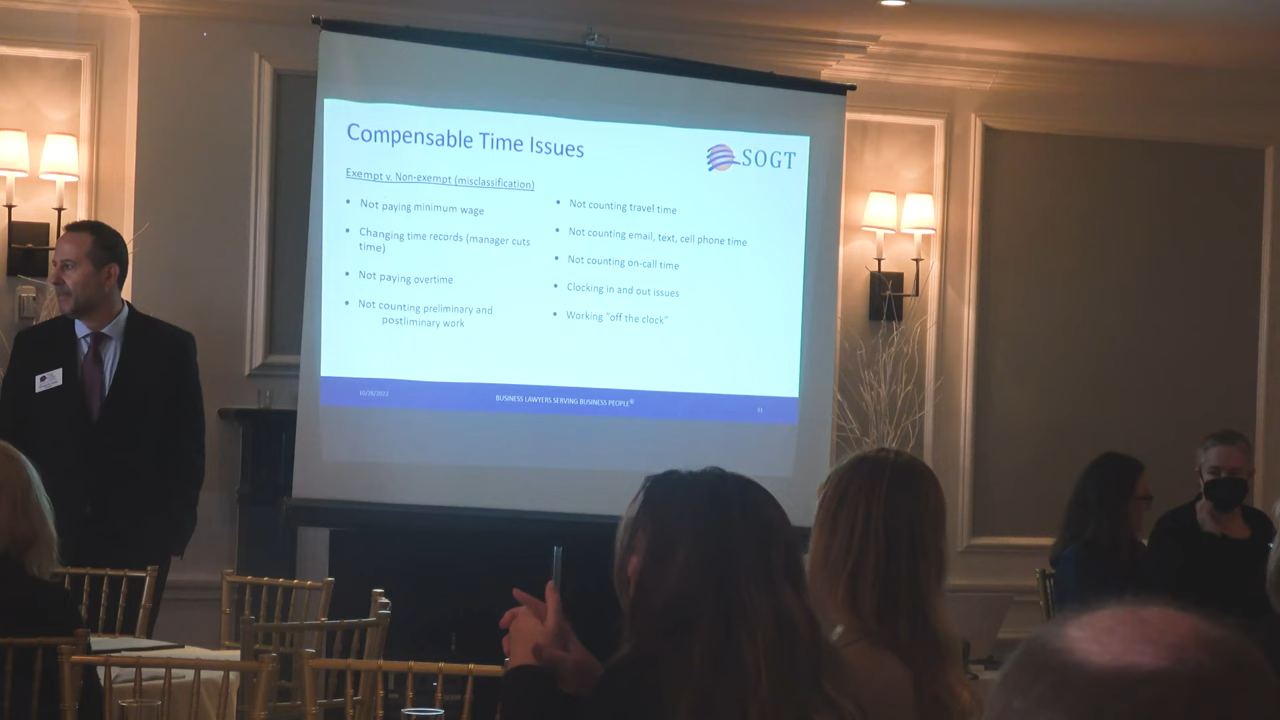 Compensable Time Issues
SOGT
Exempt v. Non-exempt (misclassification)
• Not paying minimum wage
• Changing time records (manager cuts
time)
• Not paying overtime
• Not counting preliminary and
postliminary work
• Not counting travel time
• Not counting email, text, cell phone time
• Not counting on-call time
• Clocking in and out issues
• Working "off the clock"
BUSINESS LAWYERS SERVING BUSINESS PEOPLE®